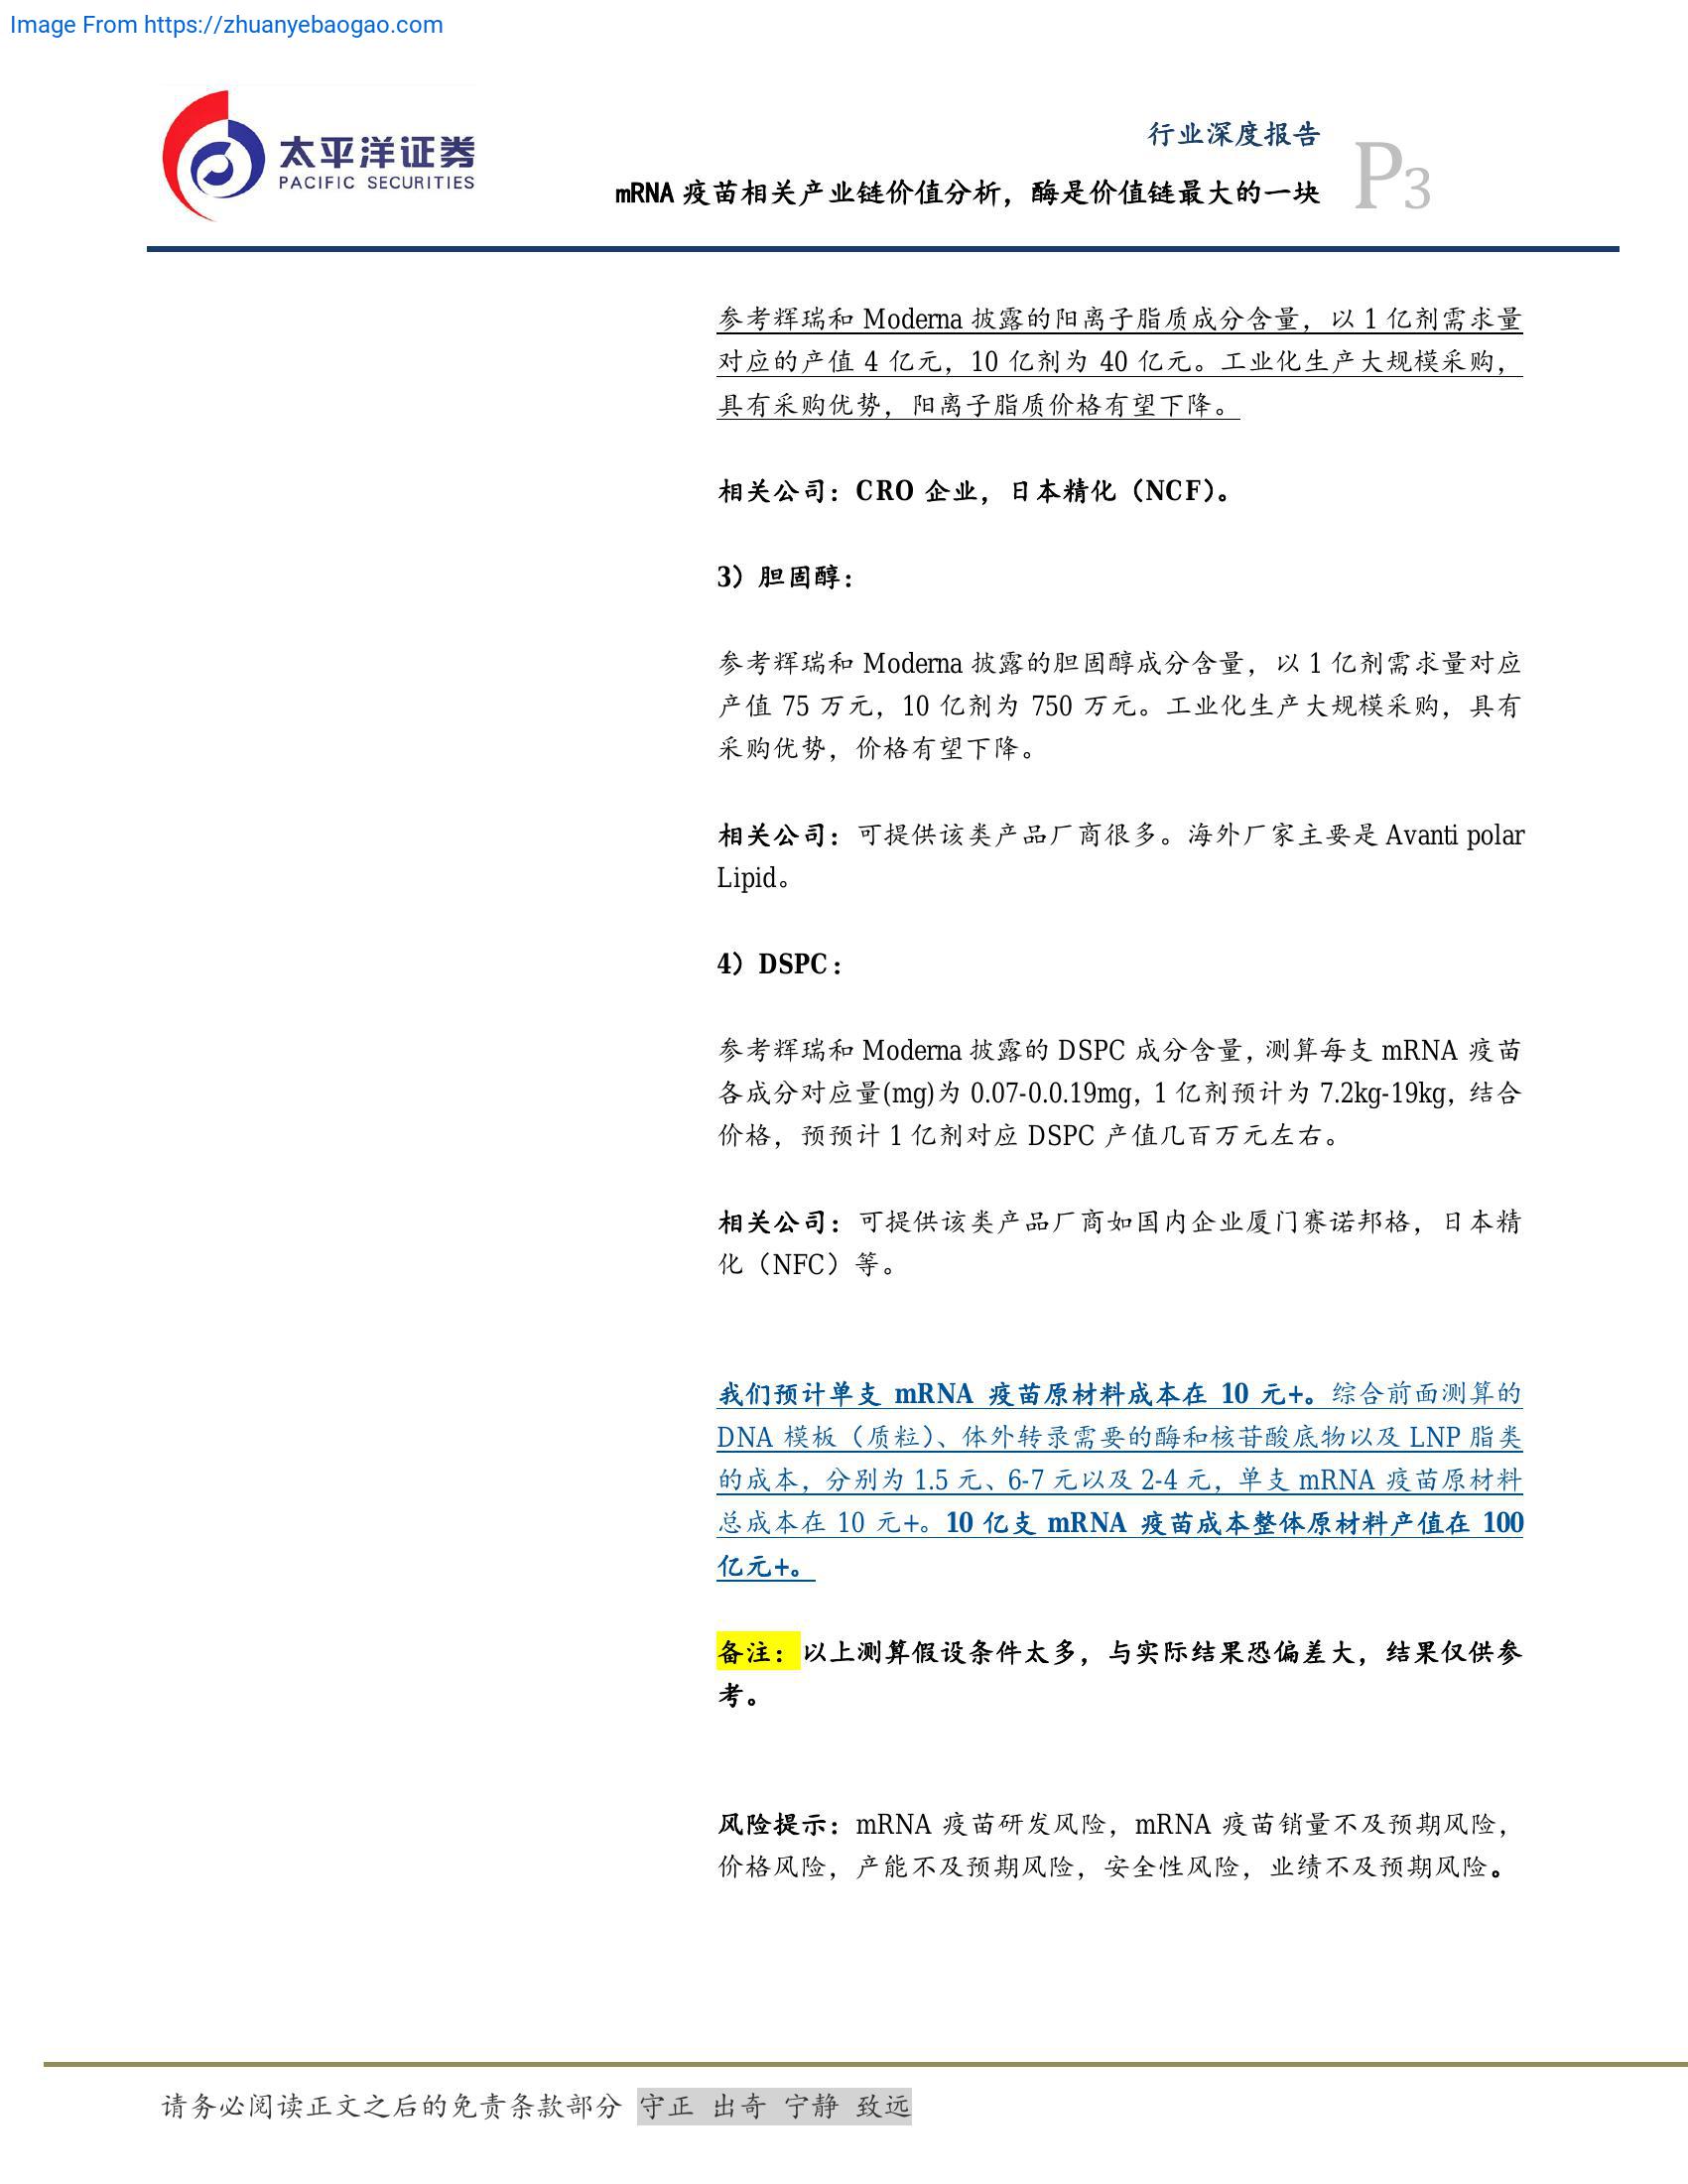 Image From https://zhuanyebaogao.com
太平洋证券
PACIFIC SECURITIES
行业深度报告
mRNA 疫苗相关产业链价值分析，酶是价值链最大的一块
P3
参考辉瑞和 Moderna 披露的阳离子脂质成分含量，以 1 亿剂需求量
对应的产值 4 亿元，10 亿剂为 40 亿元。工业化生产大规模采购，
具有采购优势，阳离子脂质价格有望下降。
相关公司：CRO 企业，日本精化（NCF）。
3）胆固醇：
参考辉瑞和 Moderna 披露的胆固醇成分含量，以 1 亿剂需求量对应
产值 75 万元，10 亿剂为 750 万元。工业化生产大规模采购，具有
采购优势，价格有望下降。
相关公司：可提供该类产品厂商很多。海外厂家主要是 Avanti polar
Lipid。
4）DSPC：
参考辉瑞和 Moderna 披露的 DSPC 成分含量，测算每支 mRNA 疫苗
各成分对应量(mg)为 0.07-0.0.19mg，1 亿剂预计为 7.2kg-19kg，结合
价格，预预计 1 亿剂对应 DSPC 产值几百万元左右。
相关公司：可提供该类产品厂商如国内企业厦门赛诺邦格，日本精
化（NFC）等。
我们预计单支 mRNA 疫苗原材料成本在 10 元+。综合前面测算的
DNA 模板（质粒）、体外转录需要的酶和核苷酸底物以及 LNP 脂类
的成本，分别为 1.5 元、6-7 元以及 2-4 元，单支 mRNA 疫苗原材料
总成本在 10 元+。10 亿支 mRNA 疫苗成本整体原材料产值在 100
亿元+。
备注：以上测算假设条件太多，与实际结果恐偏差大，结果仅供参
考。
风险提示：mRNA 疫苗研发风险，mRNA 疫苗销量不及预期风险，
价格风险，产能不及预期风险，安全性风险，业绩不及预期风险。
请务必阅读正文之后的免责条款部分 守正 出奇 宁静 致远